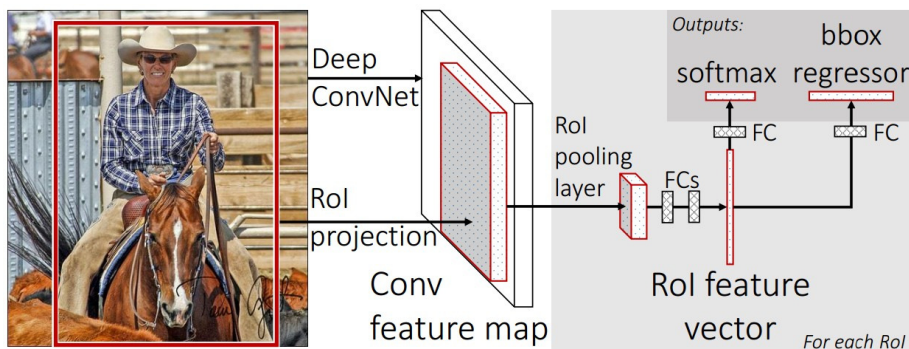 Deep
ConvNet
RoI
projection
Conv
feature map
RoI
pooling
layer
FCs
RoI feature
vector
For each RoI
Outputs:
softmax
bbox
regressor
FC
FC